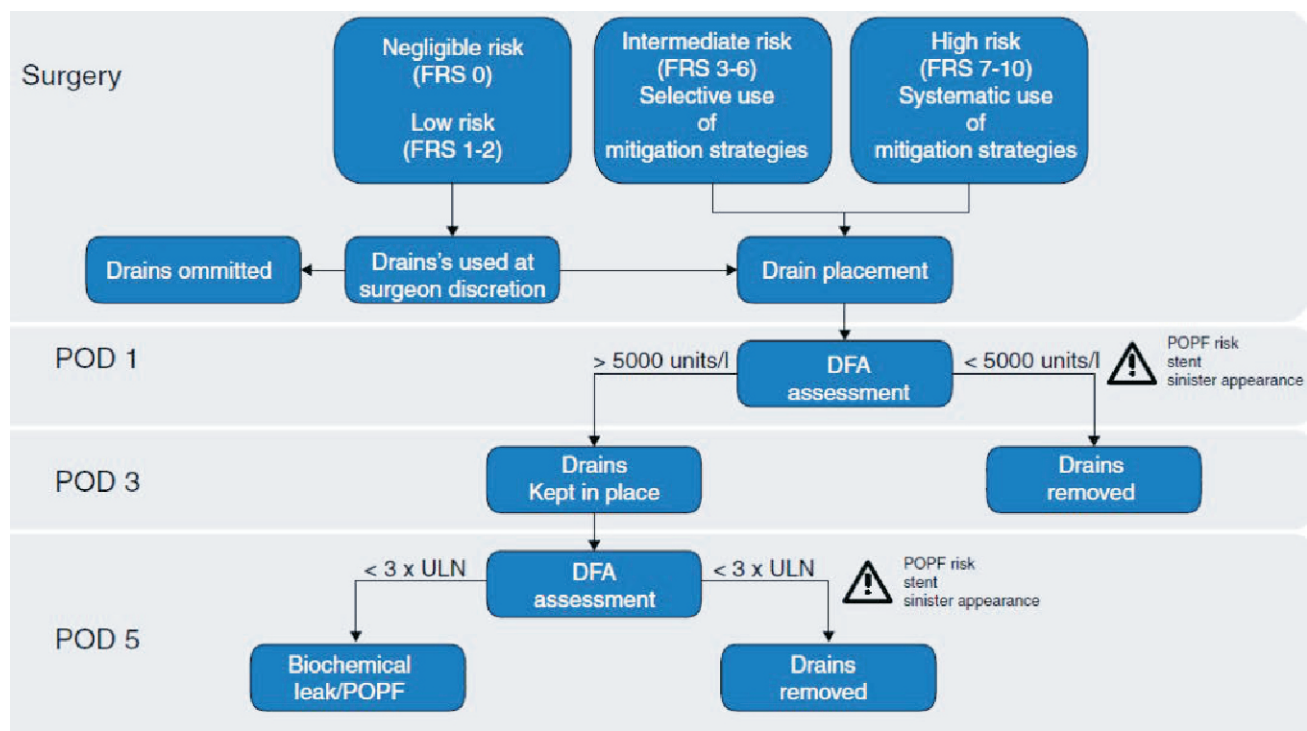 Surgery
Negligible risk
(FRS 0)
Low risk
(FRS 1-2)
Intermediate risk
(FRS 3-6)
Selective use
of
mitigation strategies
High risk
(FRS 7-10)
Systematic use
of
mitigation strategies
Drains ommitted
Drains's used at
surgeon discretion
Drain placement
POD 1
> 5000 units/l
DFA
assessment
< 5000 units/l
!
POPF risk
stent
sinister appearance
POD 3
Drains
Kept in place
Drains
removed
POD 5
< 3 x ULN
DFA
assessment
< 3 x ULN
!
POPF risk
stent
sinister appearance
Biochemical
leak/POPF
Drains
removed